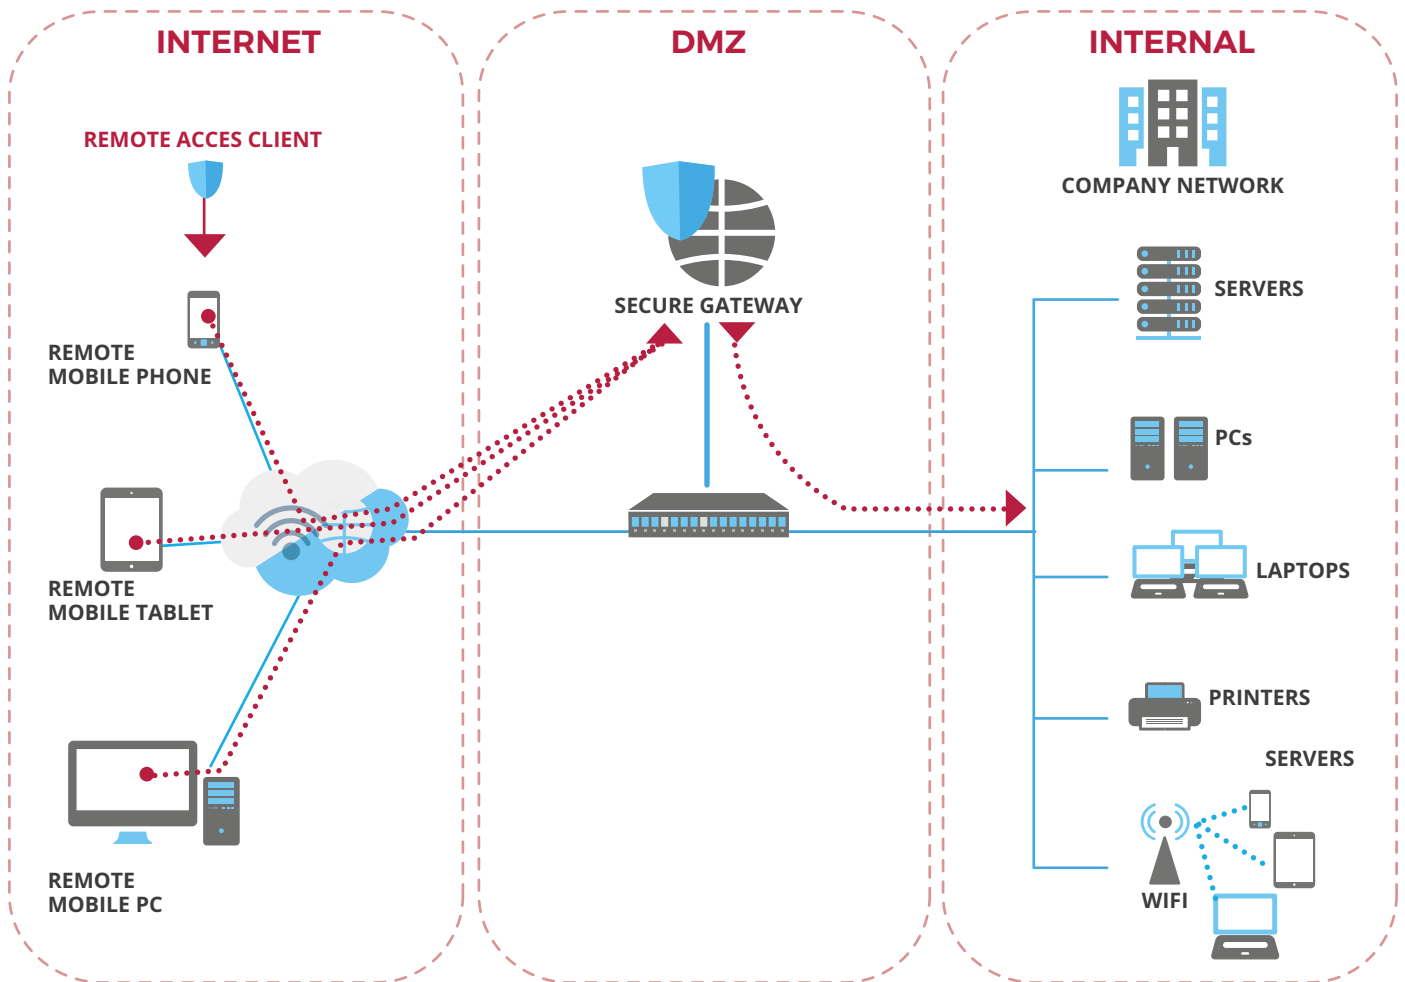 INTERNET
REMOTE ACCES CLIENT
REMOTE
MOBILE PHONE
REMOTE
MOBILE TABLET
REMOTE
MOBILE PC
DMZ
SECURE GATEWAY
INTERNAL
COMPANY NETWORK
SERVERS
PCs
LAPTOPS
PRINTERS
SERVERS
WIFI